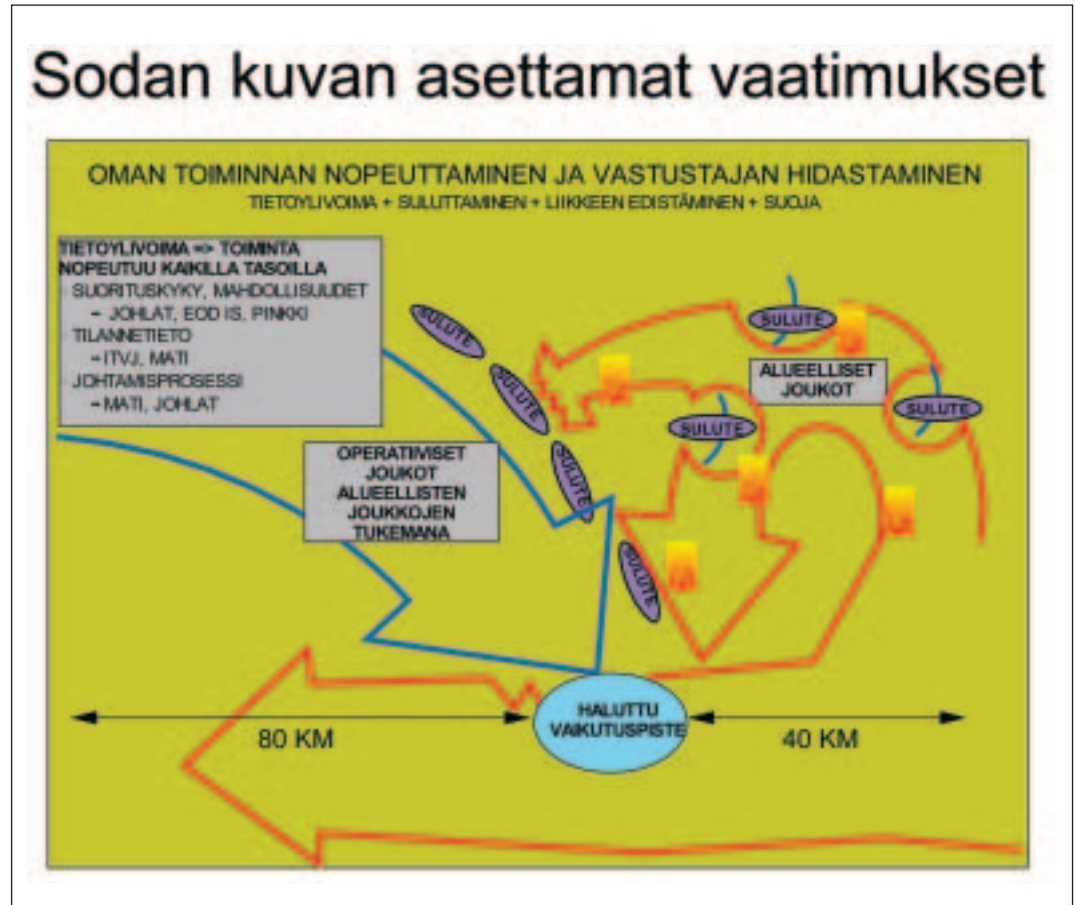 Sodan kuvan asettamat vaatimukset
OMAN TOIMINNAN NOPEUTTAMINEN JA VASTUSTAJAN HIDASTAMINEN
TIETOYLIVOIMA + SULUTTAMINEN + LIIKKEEN EDISTÄMINEN + SUOJA
TIETOYLIVOIMA => TOIMINTA
NOPEUTUU KAIKILLA TASOILLA
- SUORITUSKYKY, MAHDOLLISUUDET
– JOHLAT, EOD IS, PINKKI
- TILANNETIETO
– ITVJ, MATI
- JOHTAMISPROSESSI
– MATI, JOHLAT
OPERATIIVISET
JOUKOT
ALUEELLISTEN
JOUKKOJEN
TUKEMANA
SULUTE
SULUTE
SULUTE
SULUTE
SULUTE
ALUEELLISET
JOUKOT
SULUTE
SULUTE
HALUTTU
VAIKUTUSPISTE
80 KM
40 KM